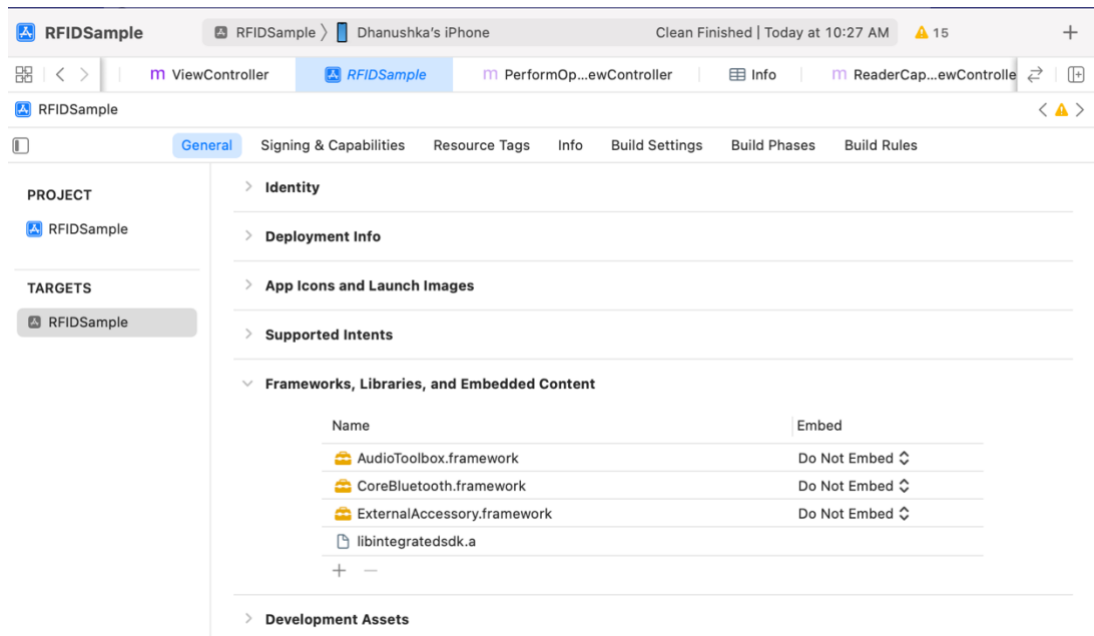 RFIDSample RFIDSample 〉 Dhanushka's iPhone Clean Finished | Today at 10:27 AM 15
ViewController RFIDSample PerformOp...ewController Info ReaderCap...ewControlle
RFIDSample
General Signing & Capabilities Resource Tags Info Build Settings Build Phases Build Rules
PROJECT
RFIDSample
TARGETS
RFIDSample
Identity
Deployment Info
App Icons and Launch Images
Supported Intents
Frameworks, Libraries, and Embedded Content
Name Embed
AudioToolbox.framework Do Not Embed
CoreBluetooth.framework Do Not Embed
ExternalAccessory.framework Do Not Embed
libintegratedsdk.a
Development Assets